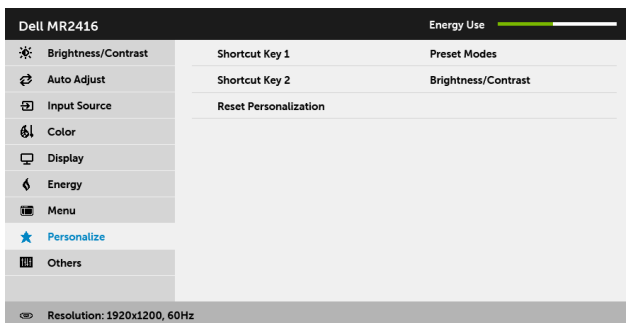 Dell MR2416 Energy Use
Brightness/Contrast Shortcut Key 1 Preset Modes
Auto Adjust Shortcut Key 2 Brightness/Contrast
Input Source Reset Personalization
Color
Display
Energy
Menu
Personalize
Others
Resolution: 1920x1200, 60Hz